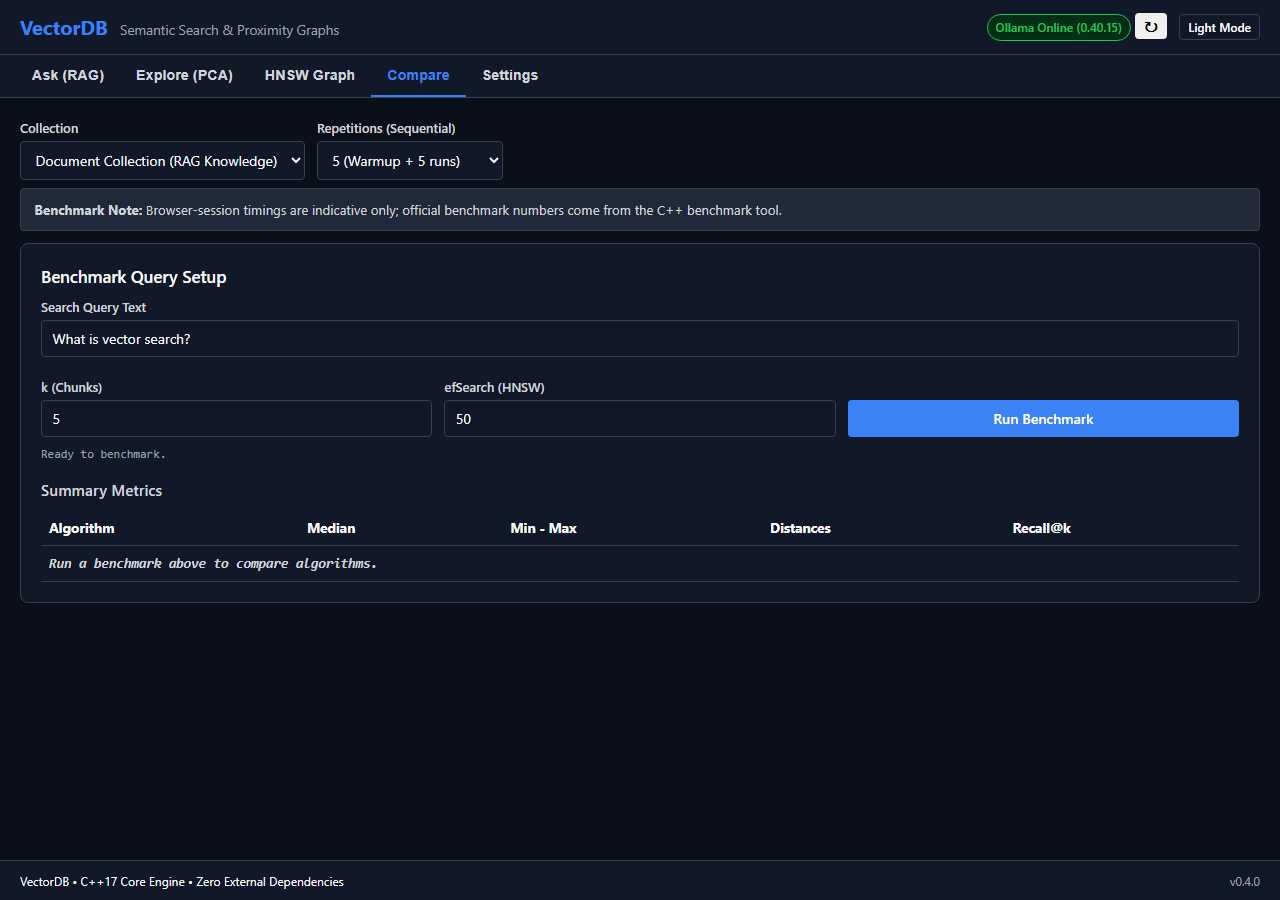 VectorDB Semantic Search & Proximity Graphs Ollama Online (0.40.15) ↻ Light Mode
Ask (RAG) Explore (PCA) HNSW Graph Compare Settings
Collection Repetitions (Sequential)
Document Collection (RAG Knowledge) 5 (Warmup + 5 runs)
Benchmark Note: Browser-session timings are indicative only; official benchmark numbers come from the C++ benchmark tool.
Benchmark Query Setup
Search Query Text
What is vector search?
k (Chunks) efSearch (HNSW)
5 50 Run Benchmark
Ready to benchmark.
Summary Metrics
Algorithm Median Min - Max Distances Recall@k
Run a benchmark above to compare algorithms.
VectorDB • C++17 Core Engine • Zero External Dependencies v0.4.0